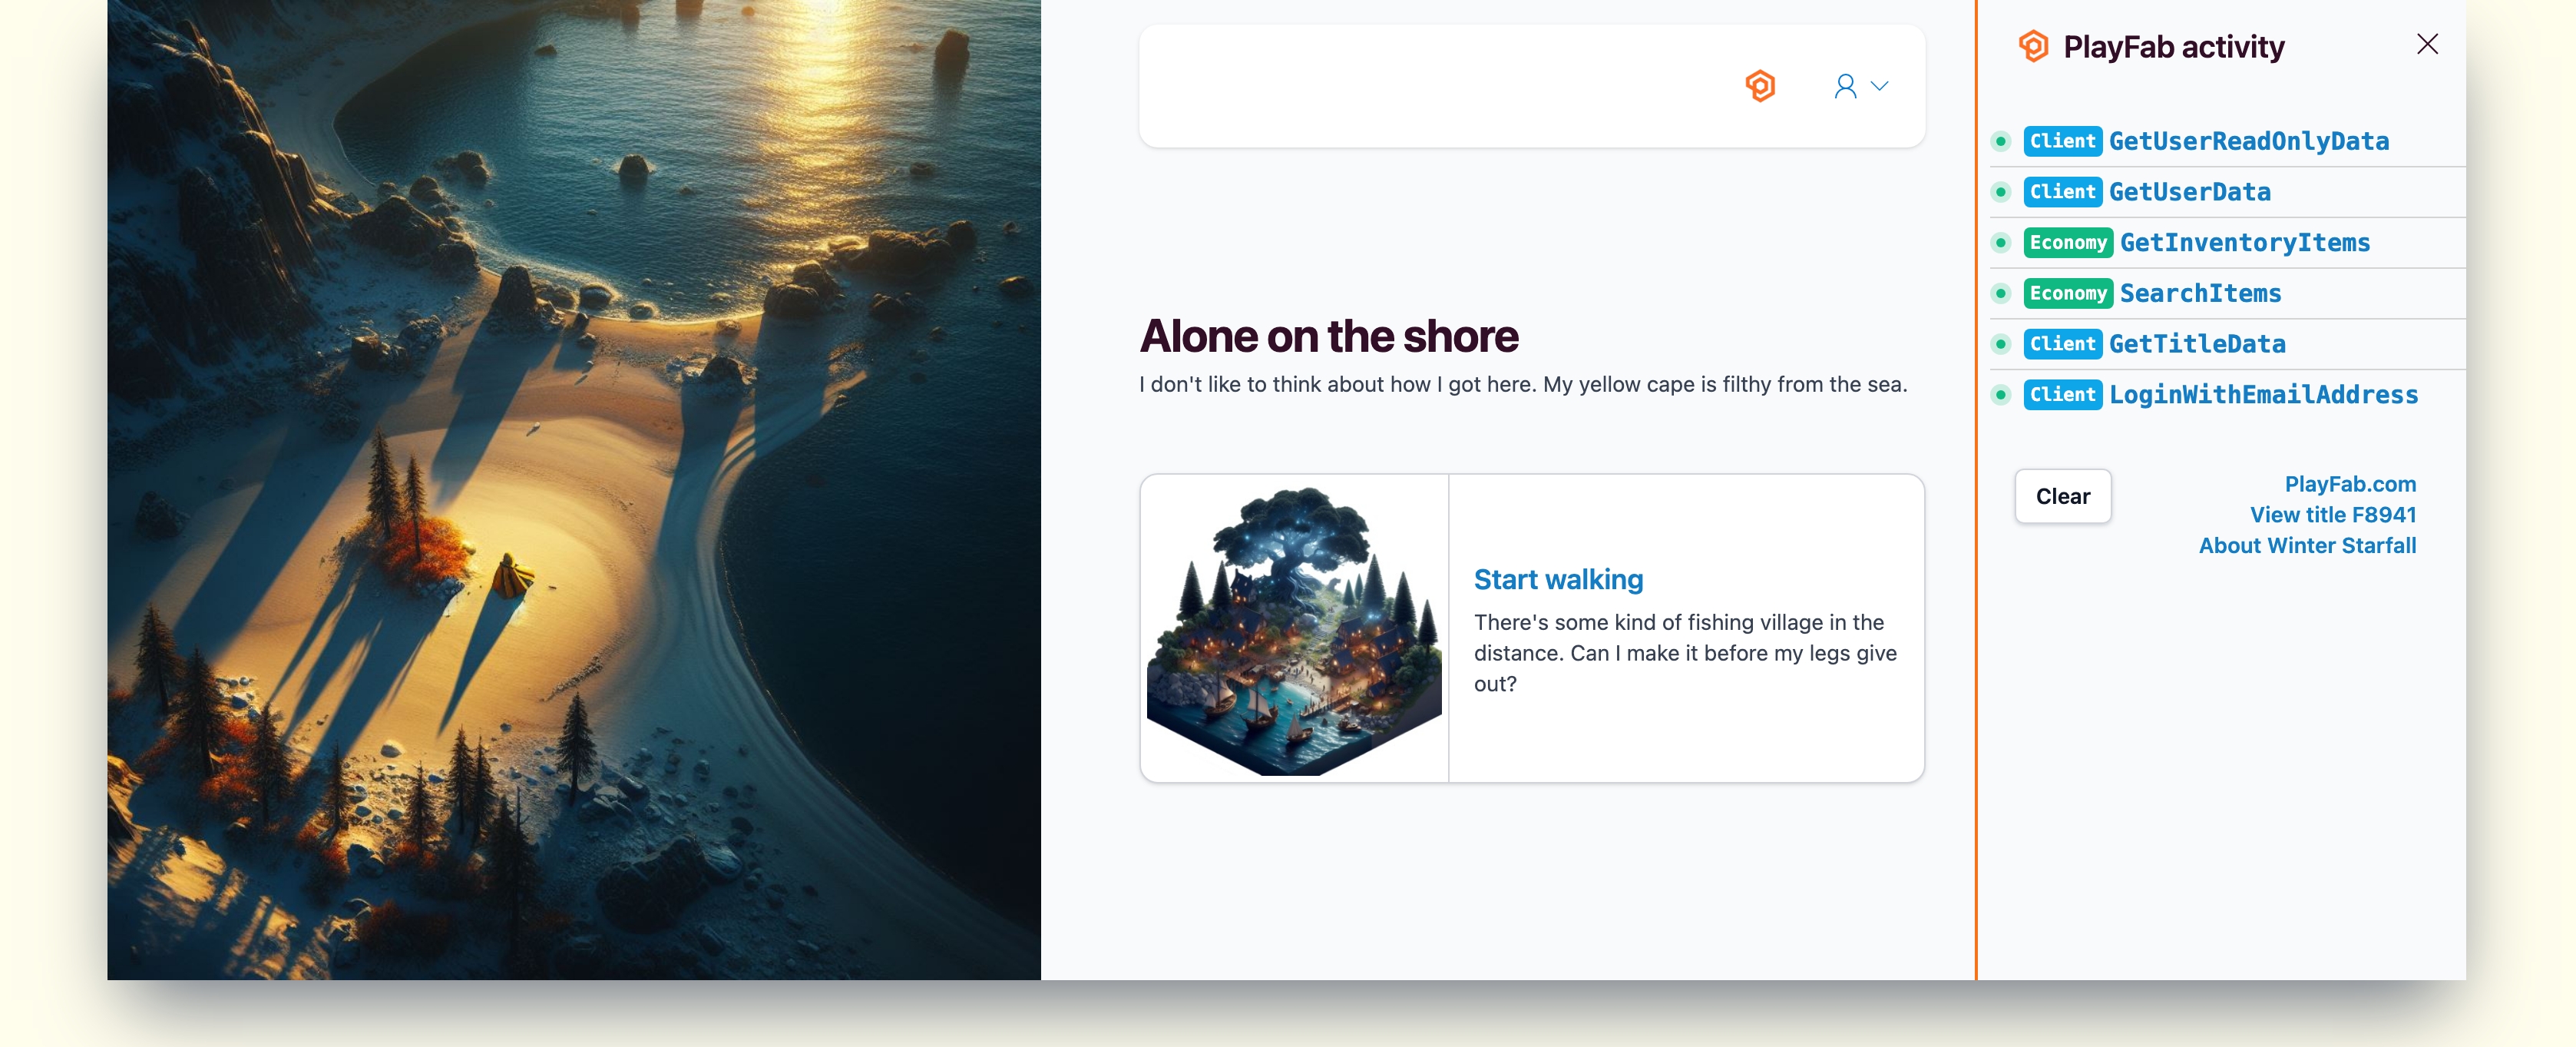 Alone on the shore
I don't like to think about how I got here. My yellow cape is filthy from the sea.
Start walking
There's some kind of fishing village in the
distance. Can I make it before my legs give
out?
PlayFab activity
Client GetUserReadOnlyData
Client GetUserData
Economy GetInventoryItems
Economy SearchItems
Client GetTitleData
Client LoginWithEmailAddress
Clear
PlayFab.com
View title F8941
About Winter Starfall